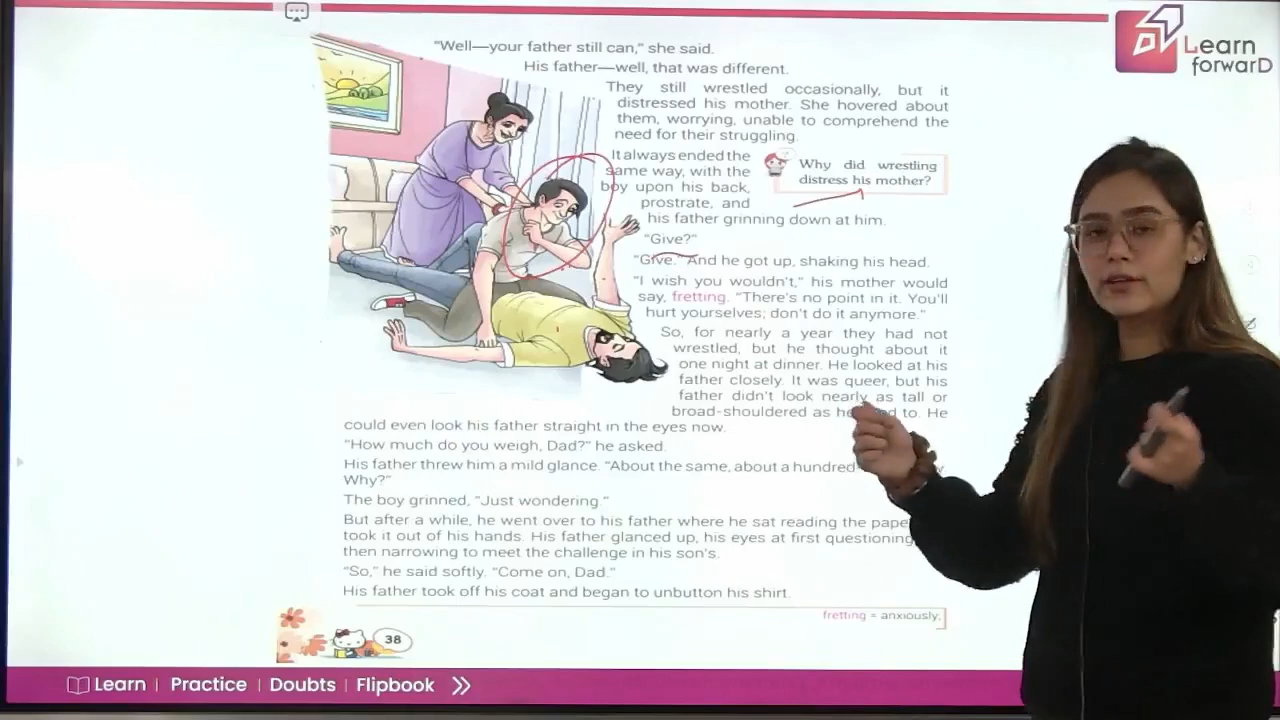 Learn
forwarD
"Well—your father still can," she said.
His father—well, that was different.
They still wrestled occasionally, but it
distressed his mother. She hovered about
them, worrying, unable to comprehend the
need for their struggling.
It always ended the
same way, with the
boy upon his back,
prostrate, and
his father grinning down at him.
Why did wrestling
distress his mother?
"Give?"
"Give." And he got up, shaking his head.
"I wish you wouldn't," his mother would
say, fretting. "There's no point in it. You'll
hurt yourselves; don't do it anymore."
So, for nearly a year they had not
wrestled, but he thought about it
one night at dinner. He looked at his
father closely. It was queer, but his
father didn't look nearly as tall or
broad-shouldered as he to. He
could even look his father straight in the eyes now.
"How much do you weigh, Dad?" he asked.
His father threw him a mild glance. "About the same, about a hundred
Why?"
The boy grinned, "Just wondering."
But after a while, he went over to his father where he sat reading the
took it out of his hands. His father glanced up, his eyes at first questioning
then narrowing to meet the challenge in his son's.
"So," he said softly. "Come on, Dad."
His father took off his coat and began to unbutton his shirt.
fretting = anxiously,
38
Learn | Practice | Doubts | Flipbook